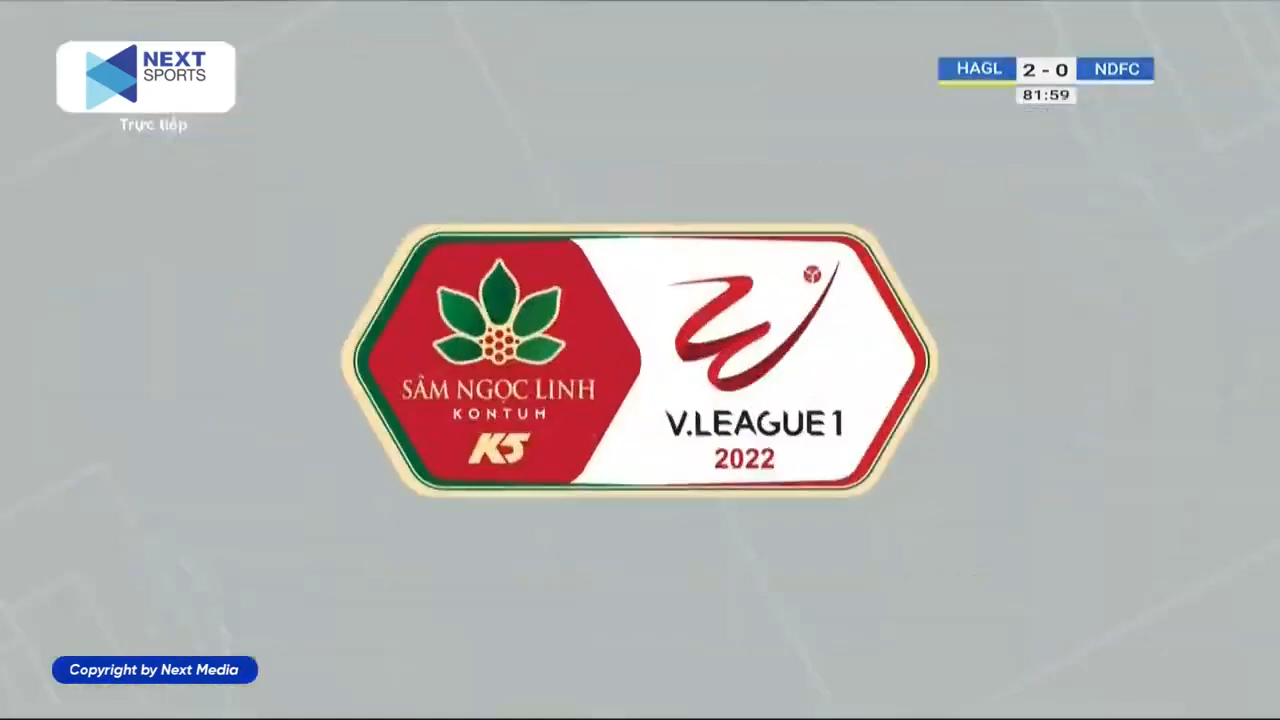 NEXT
SPORTS
Trực tiếp
HAGL 2 - 0 NDFC
81:59
SÂM NGỌC LINH
KONTUM
K5
V.LEAGUE 1
2022
Copyright by Next Media